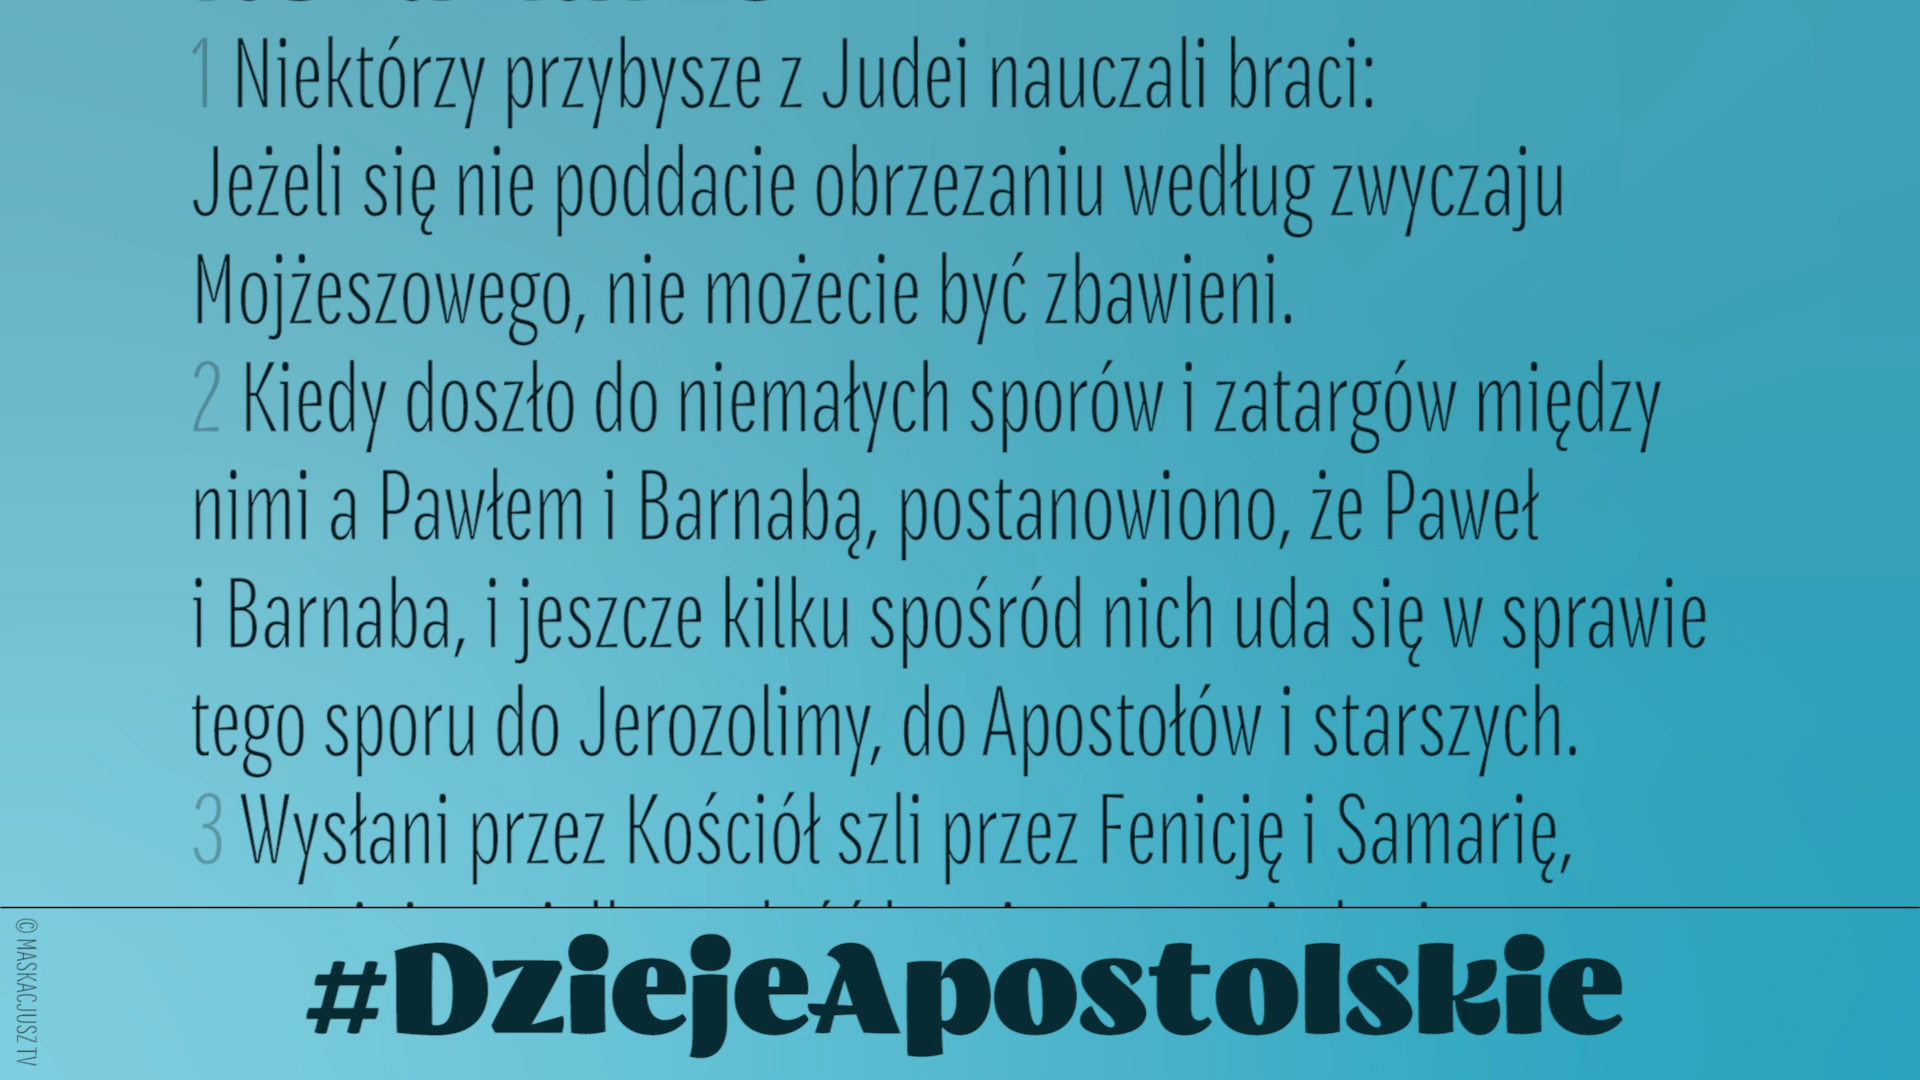 1 Niektórzy przybysze z Judei nauczali braci:
Jeżeli się nie poddacie obrzezaniu według zwyczaju
Mojżeszowego, nie możecie być zbawieni.
2 Kiedy doszło do niemałych sporów i zatargów między
nimi a Pawłem i Barnabą, postanowiono, że Paweł
i Barnaba, i jeszcze kilku spośród nich uda się w sprawie
tego sporu do Jerozolimy, do Apostołów i starszych.
3 Wysłani przez Kościół szli przez Fenicję i Samarię,
#DziejeApostolskie
© MASKACJUSZ TV